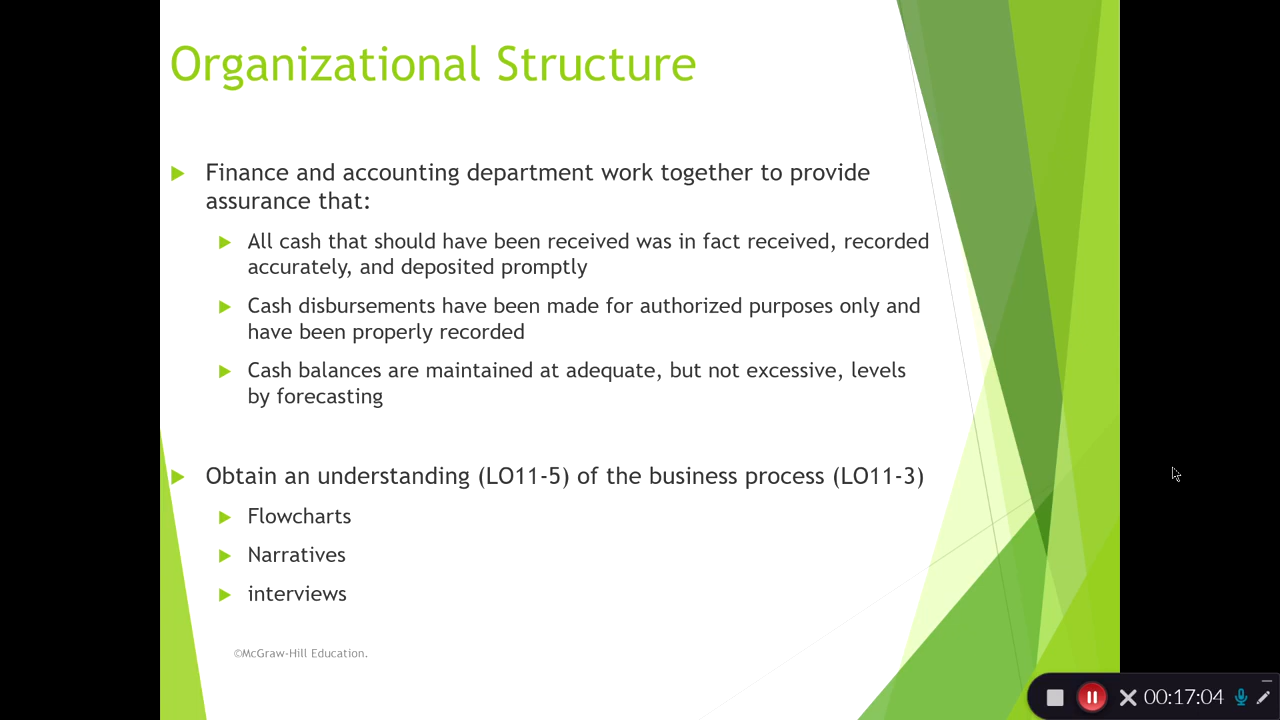 Organizational Structure
Finance and accounting department work together to provide
assurance that:
All cash that should have been received was in fact received, recorded
accurately, and deposited promptly
Cash disbursements have been made for authorized purposes only and
have been properly recorded
Cash balances are maintained at adequate, but not excessive, levels
by forecasting
Obtain an understanding (LO11-5) of the business process (LO11-3)
Flowcharts
Narratives
interviews
©McGraw-Hill Education.
00:17:04